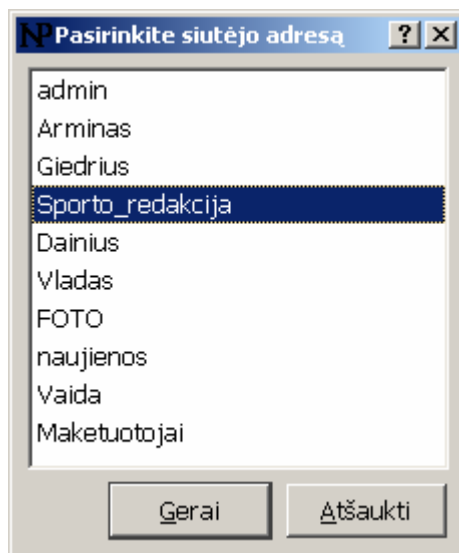 NP Pasirinkite siutėjo adresą ? ×
admin
Arminas
Giedrius
Sporto_redakcija
Dainius
Vladas
FOTO
naujienos
Vaida
Maketuotojai
Gerai Atšaukti